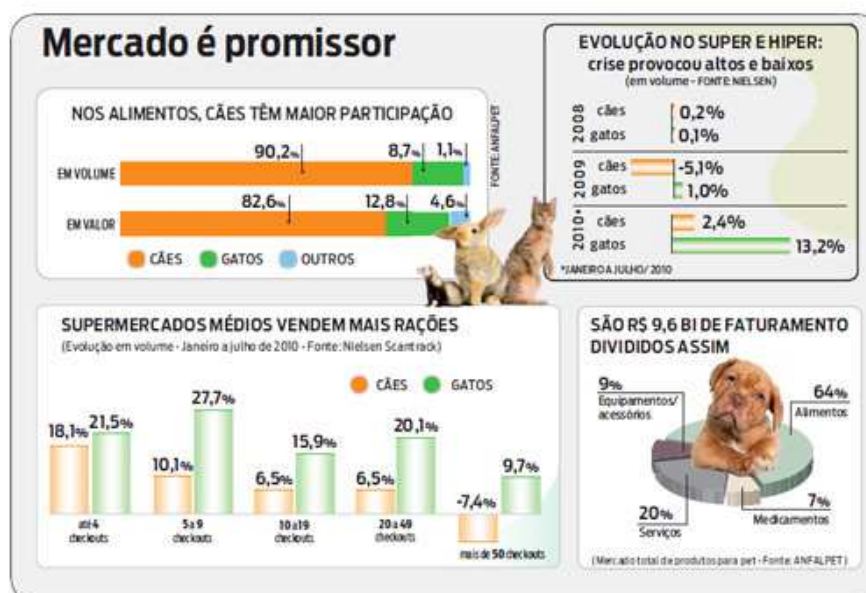 Mercado é promissor
NOS ALIMENTOS, CÃES TÊM MAIOR PARTICIPAÇÃO
90,2%
8,7%
1,1%
EM VOLUME
82,6%
12,8%
4,6%
EM VALOR
CÃES
GATOS
OUTROS
FONTE: ANFALPET
EVOLUÇÃO NO SUPER E HIPER:
crise provocou altos e baixos
(em volume - FONTE: NIELSEN)
2008
cães
0,2%
gatos
0,1%
2009
cães
-5,1%
gatos
1,0%
2010*
cães
2,4%
gatos
13,2%
*JANEIRO A JULHO/ 2010
SUPERMERCADOS MÉDIOS VENDEM MAIS RAÇÕES
(Evolução em volume - Janeiro a julho de 2010 - Fonte: Nielsen Scantrack)
CÃES
GATOS
18,1%
21,5%
até 4
checkouts
10,1%
27,7%
5 a 9
checkouts
6,5%
15,9%
10 a 19
checkouts
6,5%
20,1%
20 a 49
checkouts
-7,4%
9,7%
mais de 50 checkouts
SÃO R$ 9,6 BI DE FATURAMENTO
DIVIDIDOS ASSIM
9%
Equipamentos/
acessórios
64%
Alimentos
20%
Serviços
7%
Medicamentos
(Mercado total de produtos para pet - Fonte: ANFALPET)